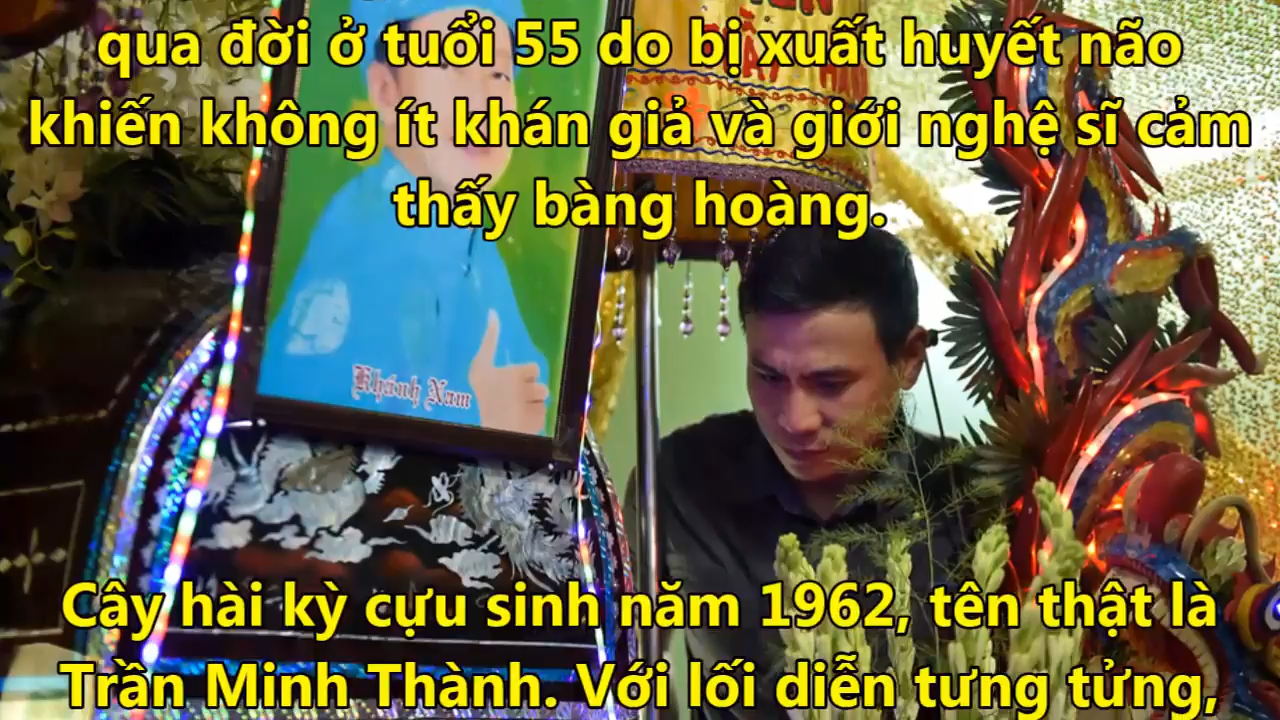 qua đời ở tuổi 55 do bị xuất huyết não
khiến không ít khán giả và giới nghệ sĩ cảm
thấy bàng hoàng.
Khánh Nam
Cây hài kỳ cựu sinh năm 1962, tên thật là
Trần Minh Thành. Với lối diễn tưng tửng,